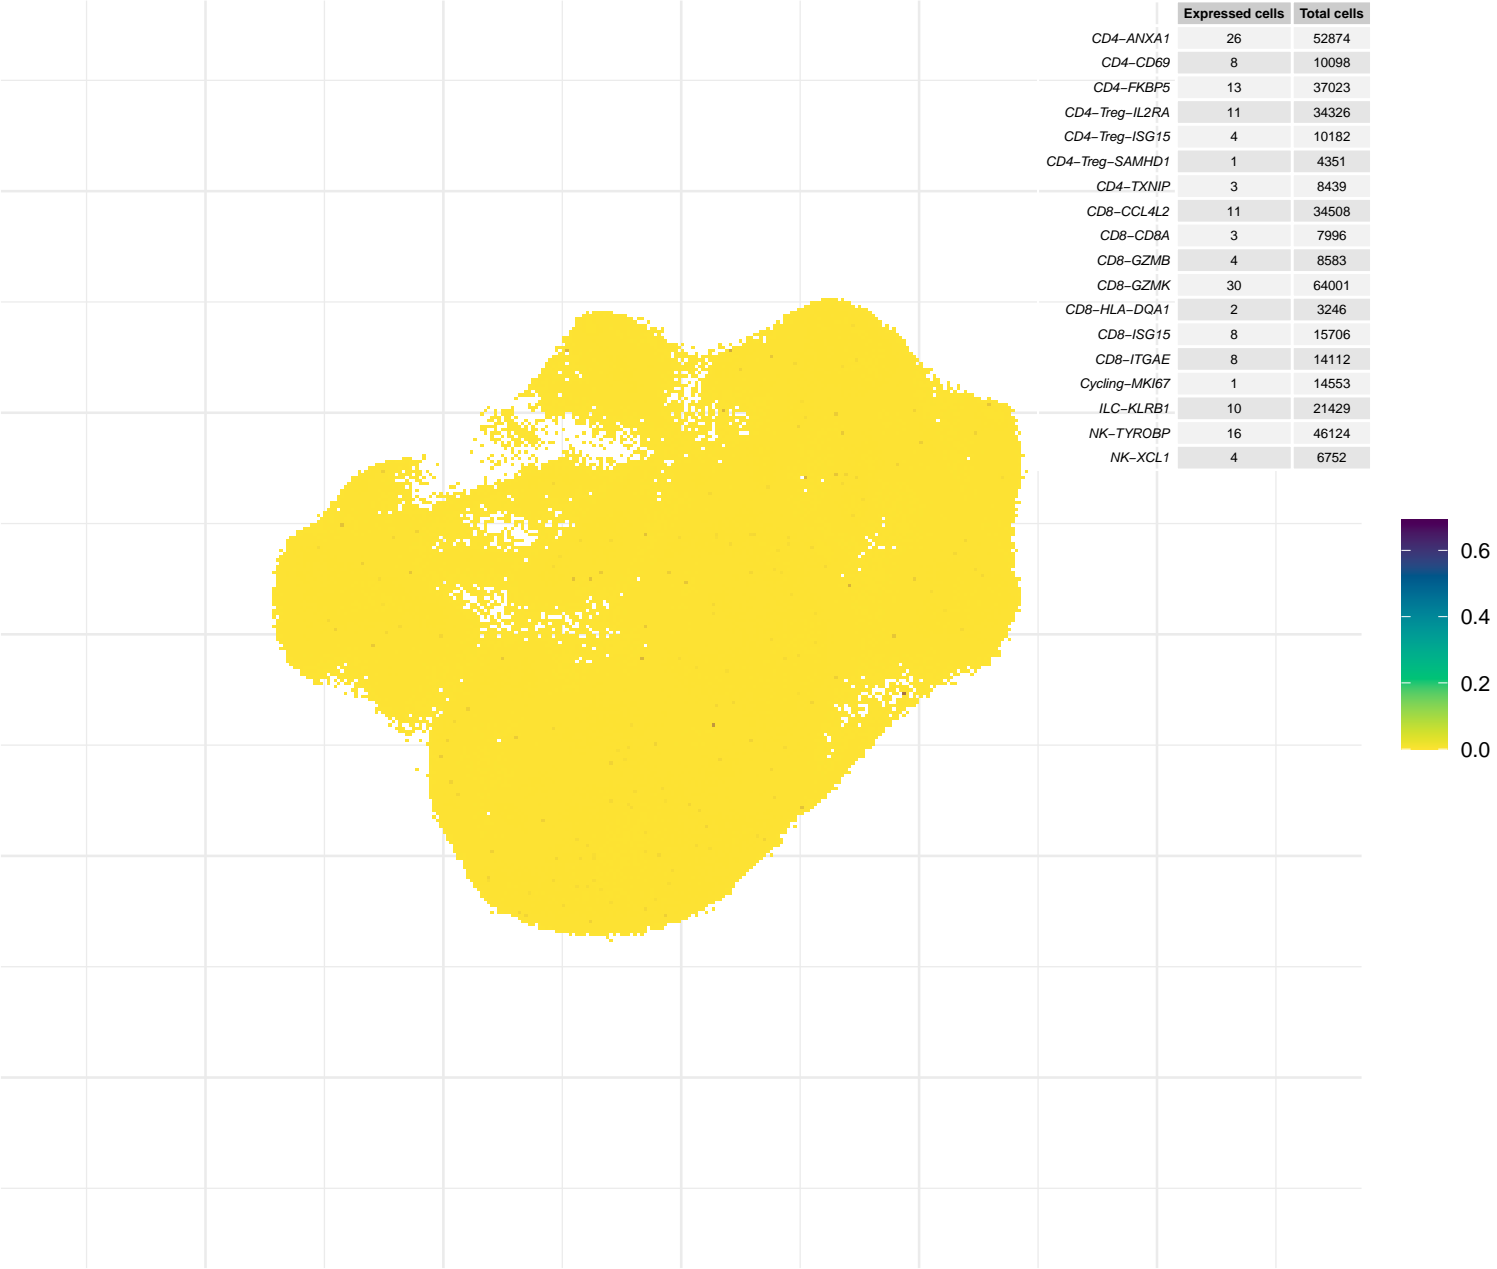 Expressed cells Total cells
CD4−ANXA1 26 52874
CD4−CD69 8 10098
CD4−FKBP5 13 37023
CD4−Treg−IL2RA 11 34326
CD4−Treg−ISG15 4 10182
CD4−Treg−SAMHD1 1 4351
CD4−TXNIP 3 8439
CD8−CCL4L2 11 34508
CD8−CD8A 3 7996
CD8−GZMB 4 8583
CD8−GZMK 30 64001
CD8−HLA−DQA1 2 3246
CD8−ISG15 8 15706
CD8−ITGAE 8 14112
Cycling−MKI67 1 14553
ILC−KLRB1 10 21429
NK−TYROBP 16 46124
NK−XCL1 4 6752
0.6
0.4
0.2
0.0